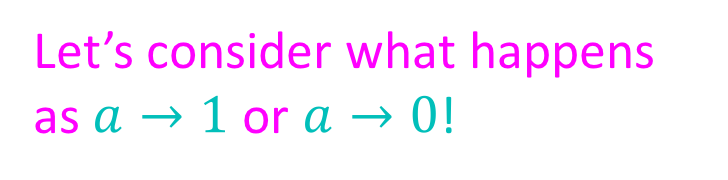 Let’s consider what happens
as 𝑎 → 1 or 𝑎 → 0!